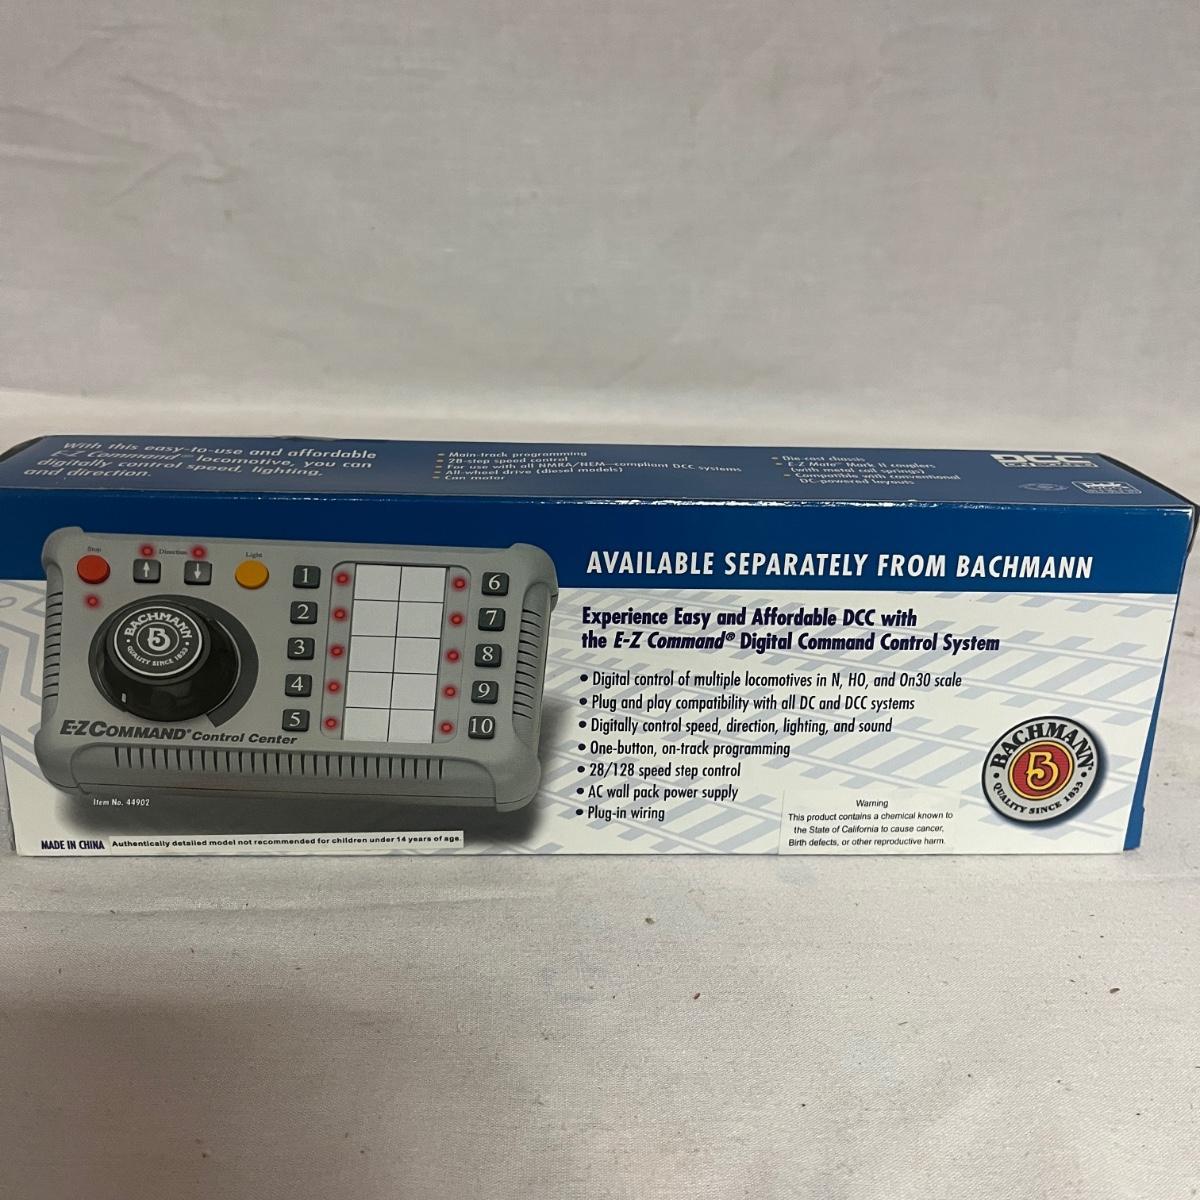 With this easy-to-use and affordable
E-Z Command® locomotive, you can
digitally control speed, lighting,
and direction.
• Main-track programming
• 28-step speed control
• For use with all NMRA/NEM-compliant DCC systems
• All-wheel drive (diesel models)
• Can motor
• Die-cast chassis
• E-Z Mate® Mark II couplers
(with metal coil springs)
• Compatible with conventional
DC-powered layouts
DCC
AVAILABLE SEPARATELY FROM BACHMANN
Stop
Direction
Light
1
2
3
4
5
6
7
8
9
10
BACHMANN
B
QUALITY SINCE 1833
E-Z COMMAND® Control Center
Item No. 44902
MADE IN CHINA
Authentically detailed model not recommended for children under 14 years of age.
Experience Easy and Affordable DCC with
the E-Z Command® Digital Command Control System
• Digital control of multiple locomotives in N, HO, and On30 scale
• Plug and play compatibility with all DC and DCC systems
• Digitally control speed, direction, lighting, and sound
• One-button, on-track programming
• 28/128 speed step control
• AC wall pack power supply
• Plug-in wiring
Warning
This product contains a chemical known to
the State of California to cause cancer,
Birth defects, or other reproductive harm.
BACHMANN
B
QUALITY SINCE 1833